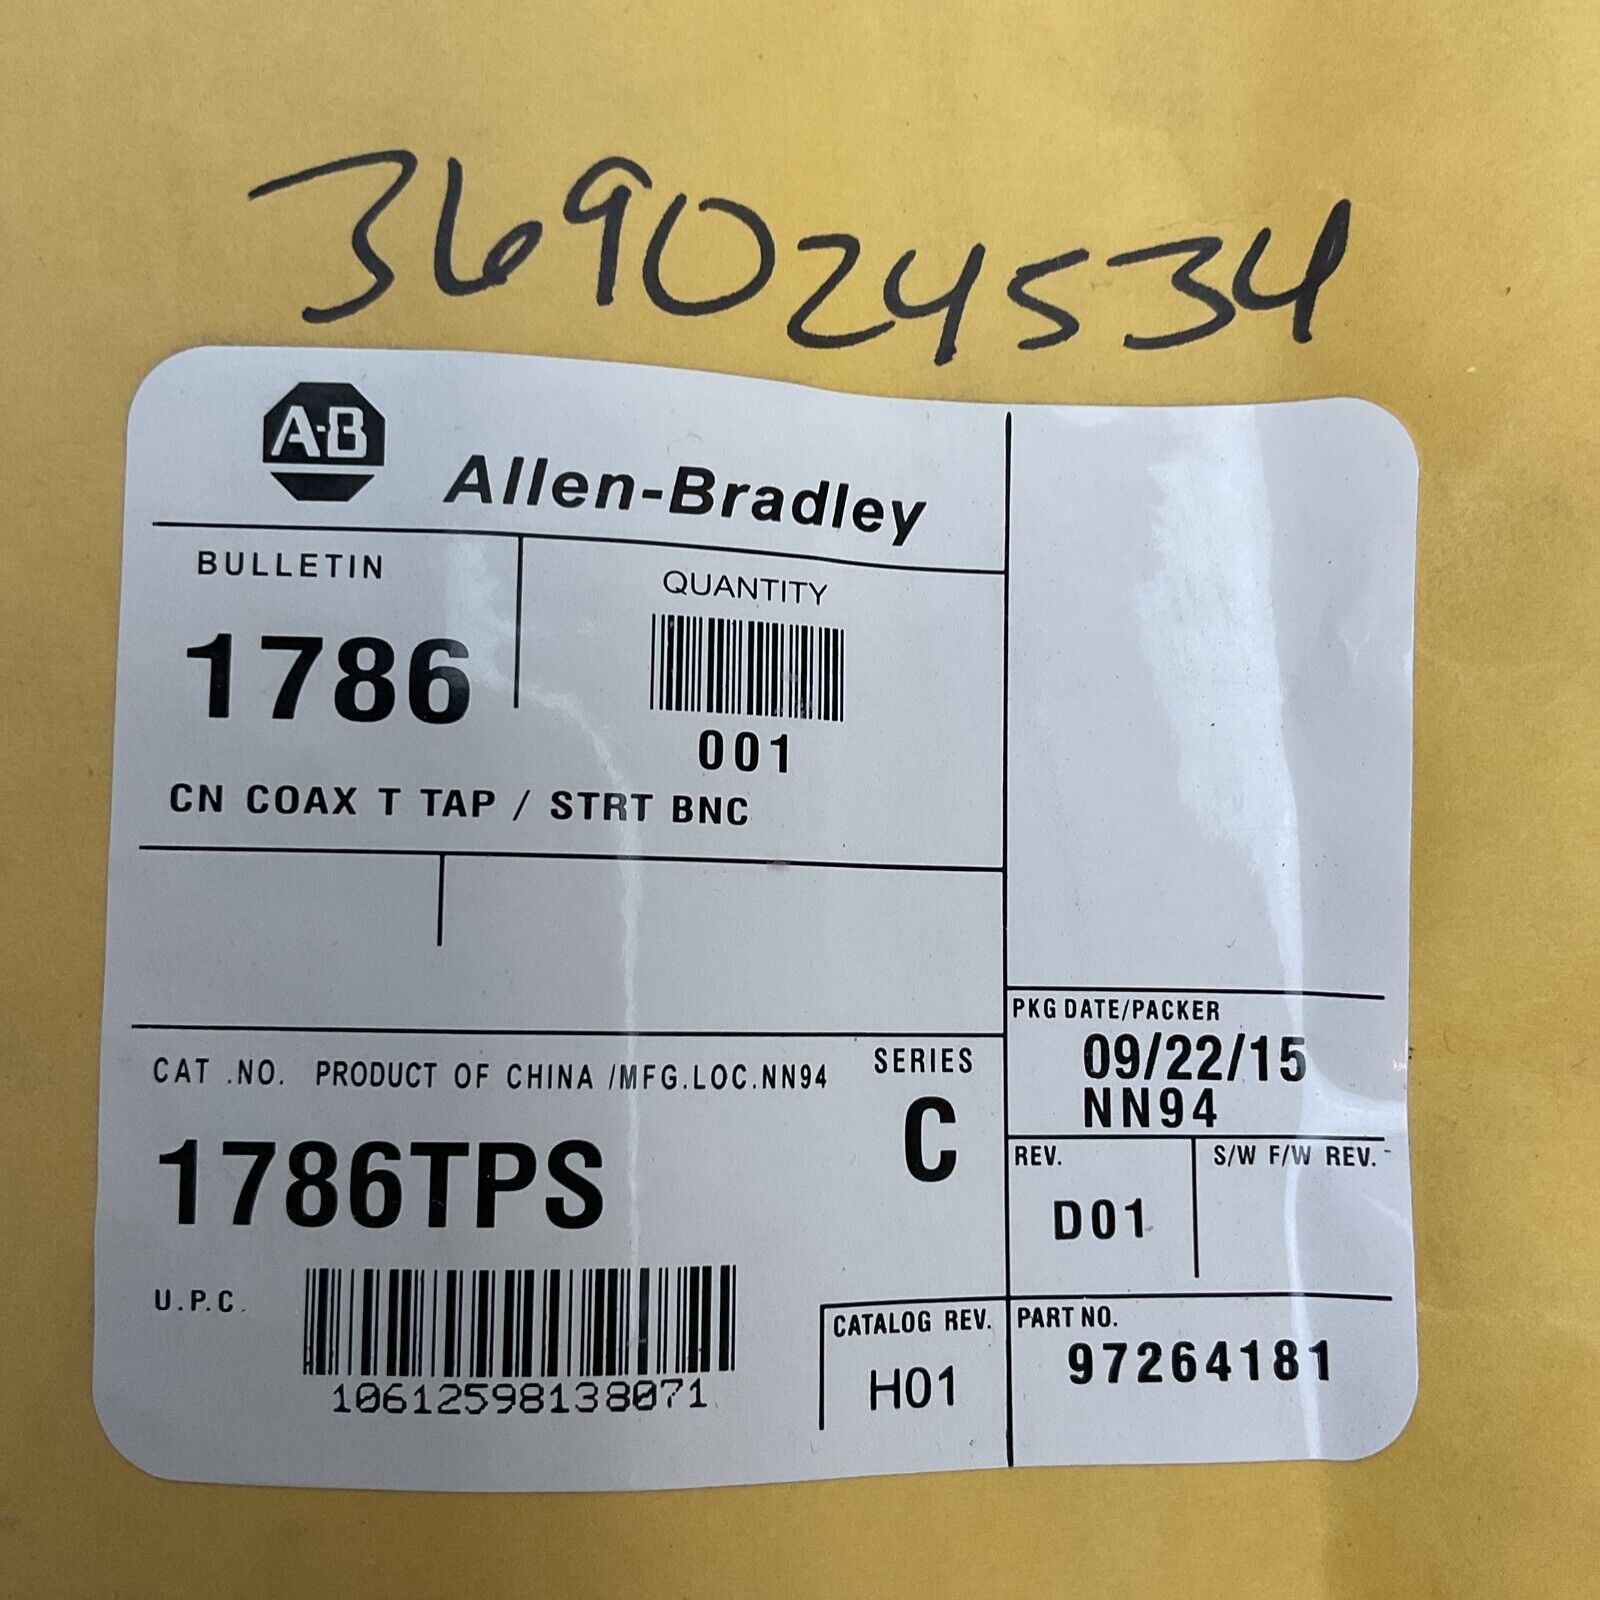 369024534
A-B
Allen-Bradley
BULLETIN
1786
QUANTITY
001
CN COAX T TAP / STRT BNC
PKG DATE/PACKER
09/22/15
NN94
CAT .NO. PRODUCT OF CHINA /MFG.LOC.NN94
SERIES
1786TPS
C
REV.
D01
S/W F/W REV.
U.P.C.
10612598138071
CATALOG REV.
H01
PART NO.
97264181